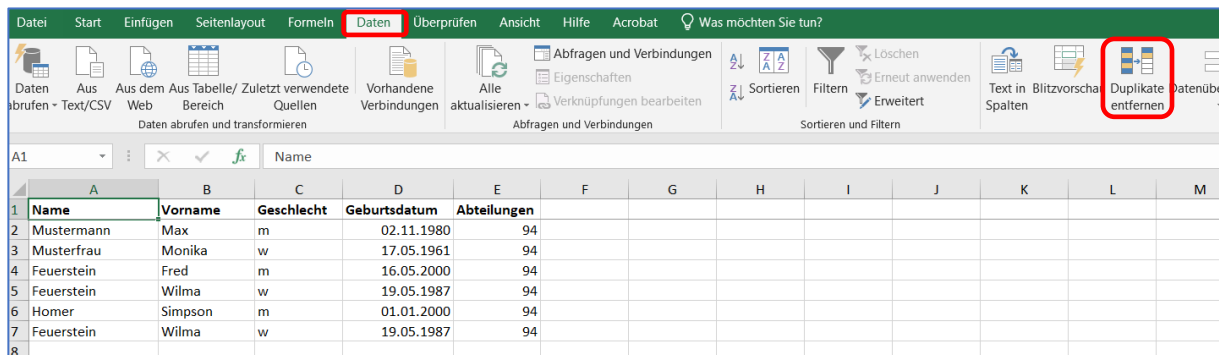 Datei Start Einfügen Seitenlayout Formeln Daten Überprüfen Ansicht Hilfe Acrobat Was möchten Sie tun?
Daten abrufen Aus Text/CSV Aus dem Web Aus Tabelle/ Bereich Zuletzt verwendete Quellen Vorhandene Verbindungen
Daten abrufen und transformieren
Alle aktualisieren Abfragen und Verbindungen
Eigenschaften
Verknüpfungen bearbeiten
Abfragen und Verbindungen
Sortieren Filtern Löschen
Erneut anwenden
Erweitert
Sortieren und Filtern
Text in Spalten Blitzvorschau Duplikate entfernen Datenübe
A1 fx Name
A B C D E F G H I J K L M
1 Name Vorname Geschlecht Geburtsdatum Abteilungen
2 Mustermann Max m 02.11.1980 94
3 Musterfrau Monika w 17.05.1961 94
4 Feuerstein Fred m 16.05.2000 94
5 Feuerstein Wilma w 19.05.1987 94
6 Homer Simpson m 01.01.2000 94
7 Feuerstein Wilma w 19.05.1987 94
8